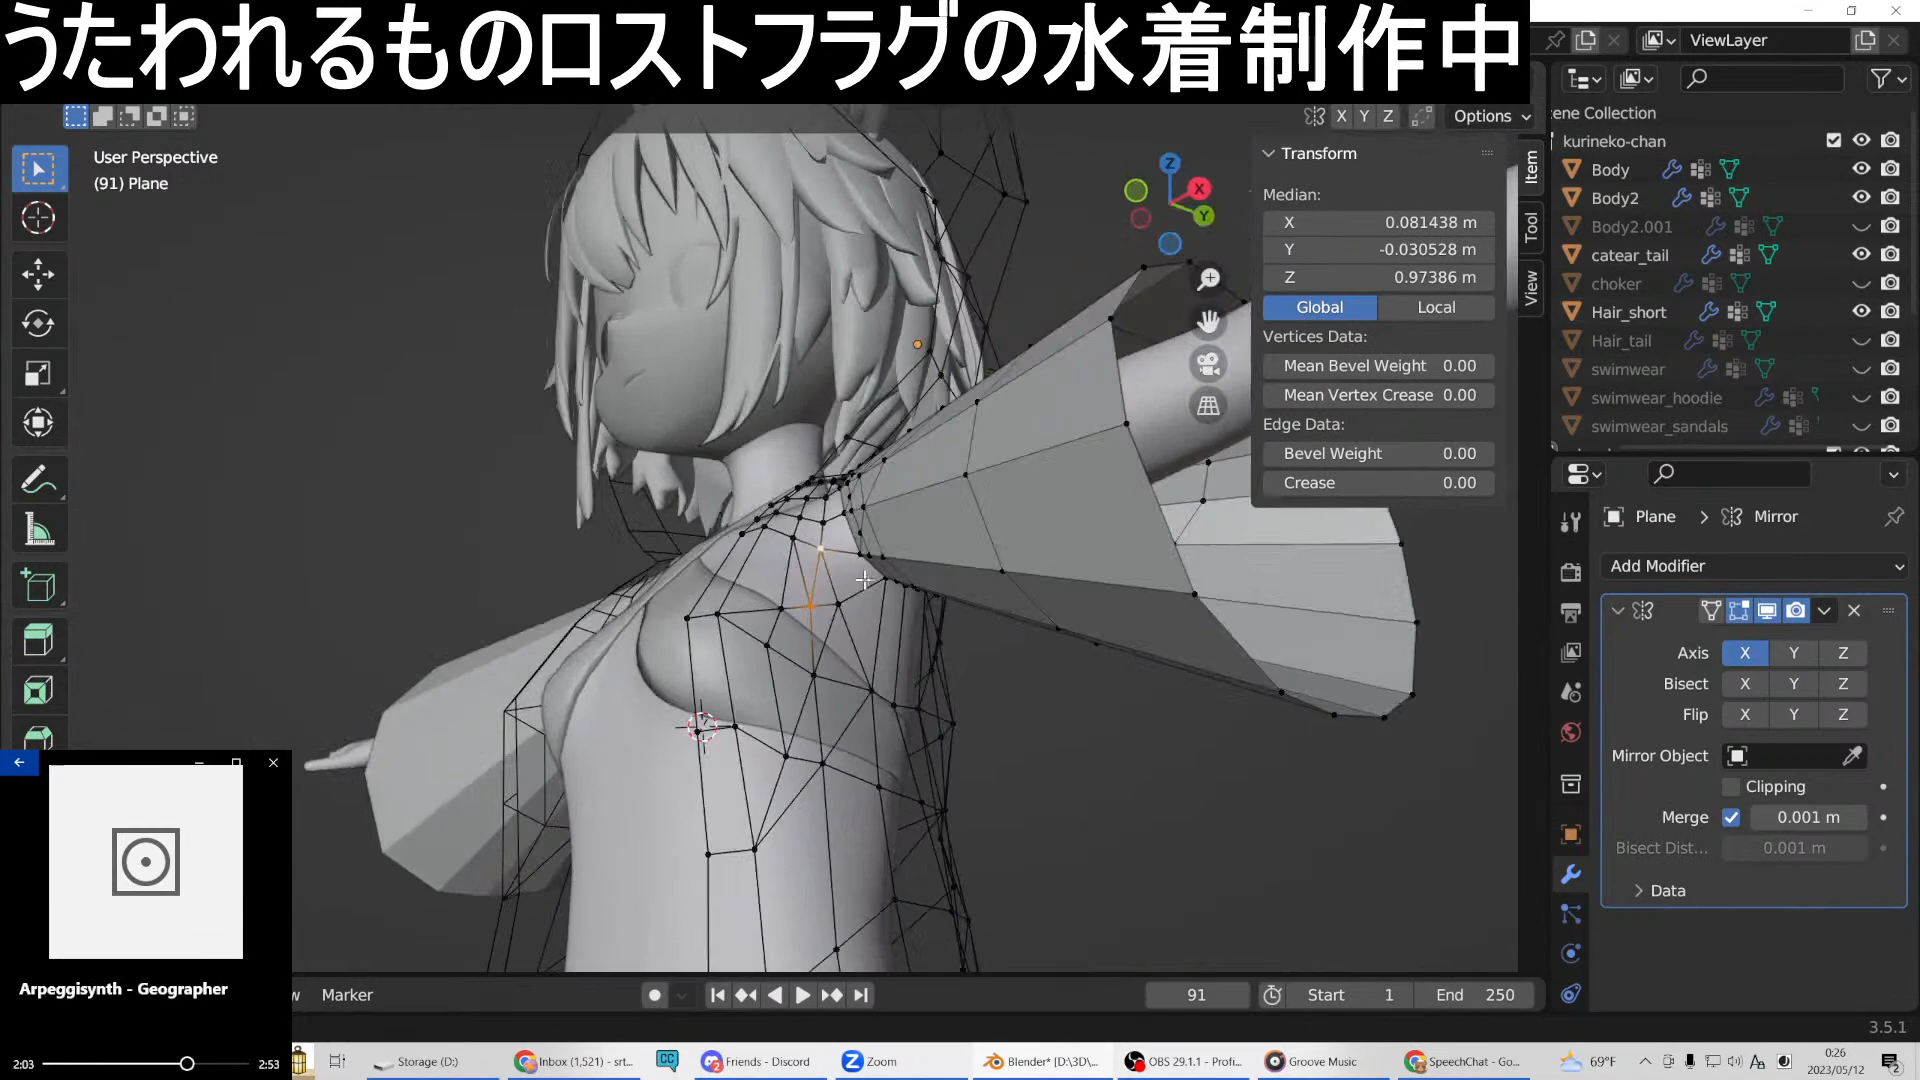 うたわれるものロストフラグの水着制作中
ViewLayer
X Y Z Options
Scene Collection
kurineko-chan
Body
Body2
Body2.001
catear_tail
choker
Hair_short
Hair_tail
swimwear
swimwear_hoodie
swimwear_sandals
User Perspective
(91) Plane
Z
X
Y
Transform
Median:
X 0.081438 m
Y -0.030528 m
Z 0.97386 m
Global Local
Vertices Data:
Mean Bevel Weight 0.00
Mean Vertex Crease 0.00
Edge Data:
Bevel Weight 0.00
Crease 0.00
Item
Tool
View
Plane > Mirror
Add Modifier
Axis X Y Z
Bisect X Y Z
Flip X Y Z
Mirror Object
Clipping
Merge 0.001 m
Bisect Dist... 0.001 m
Data
Arpeggisynth - Geographer
2:03 2:53
Marker
91 Start 1 End 250
3.5.1
Storage (D:)
Inbox (1,521) - srt...
CC
Friends - Discord
Zoom
Blender* [D:\3D\...
OBS 29.1.1 - Profi...
Groove Music
SpeechChat - Go...
69°F
0:26
2023/05/12
2